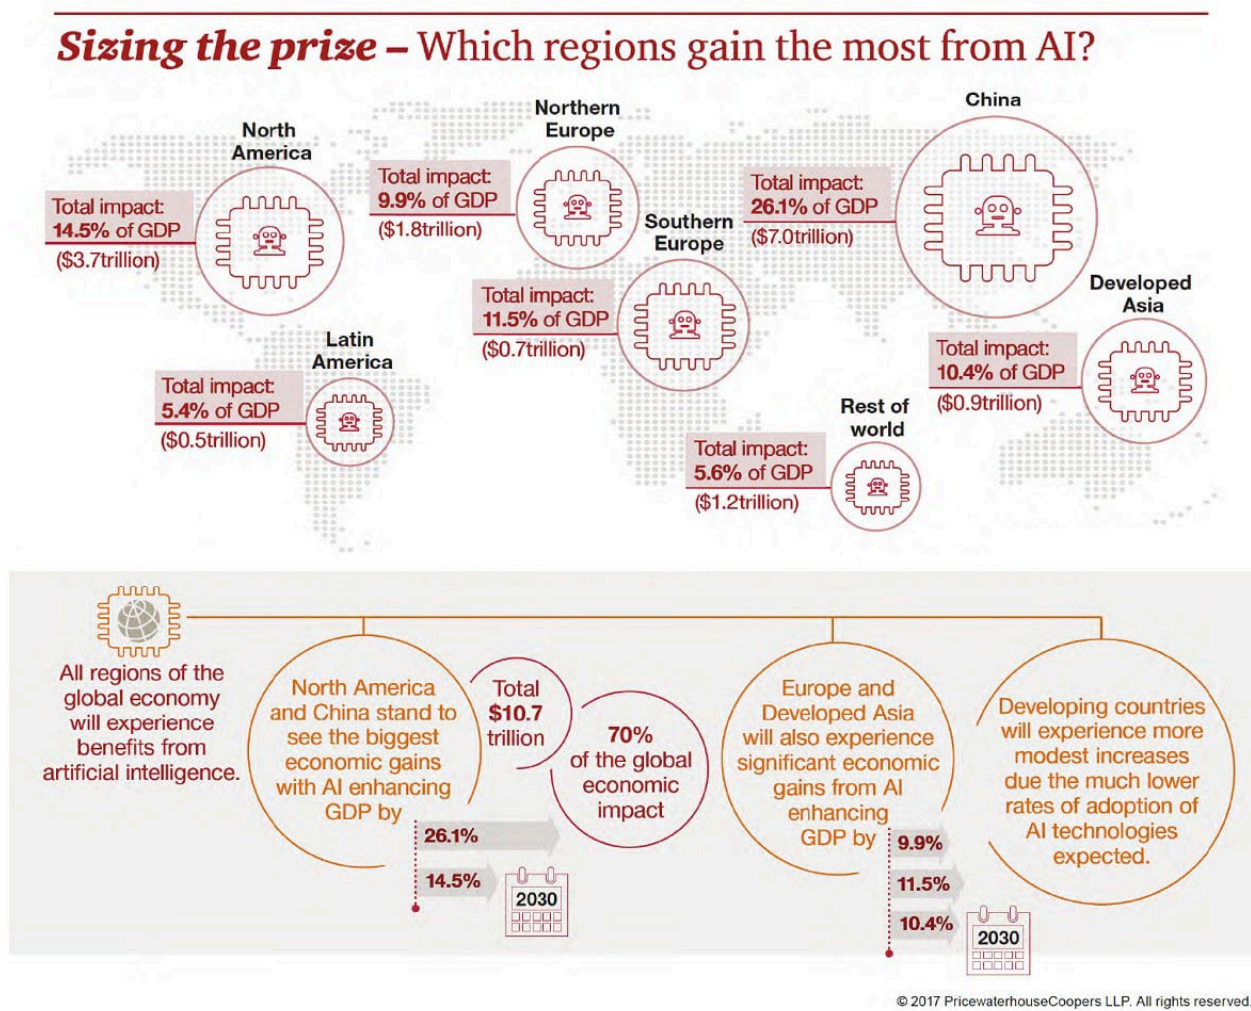 Sizing the prize – Which regions gain the most from AI?
North
America
Total impact:
14.5% of GDP
($3.7trillion)
Northern
Europe
Total impact:
9.9% of GDP
($1.8trillion)
Southern
Europe
Total impact:
11.5% of GDP
($0.7trillion)
China
Total impact:
26.1% of GDP
($7.0trillion)
Developed
Asia
Total impact:
10.4% of GDP
($0.9trillion)
Latin
America
Total impact:
5.4% of GDP
($0.5trillion)
Rest of
world
Total impact:
5.6% of GDP
($1.2trillion)
All regions of the
global economy
will experience
benefits from
artificial intelligence.
North America
and China stand to
see the biggest
economic gains
with AI enhancing
GDP by
26.1%
14.5%
2030
Total
$10.7
trillion
70%
of the global
economic
impact
Europe and
Developed Asia
will also experience
significant economic
gains from AI
enhancing
GDP by
9.9%
11.5%
10.4%
2030
Developing countries
will experience more
modest increases
due the much lower
rates of adoption of
AI technologies
expected.
© 2017 PricewaterhouseCoopers LLP. All rights reserved.